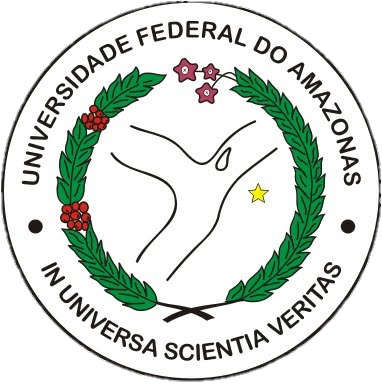 UNIVERSIDADE FEDERAL DO AMAZONAS
IN UNIVERSA SCIENTIA VERITAS